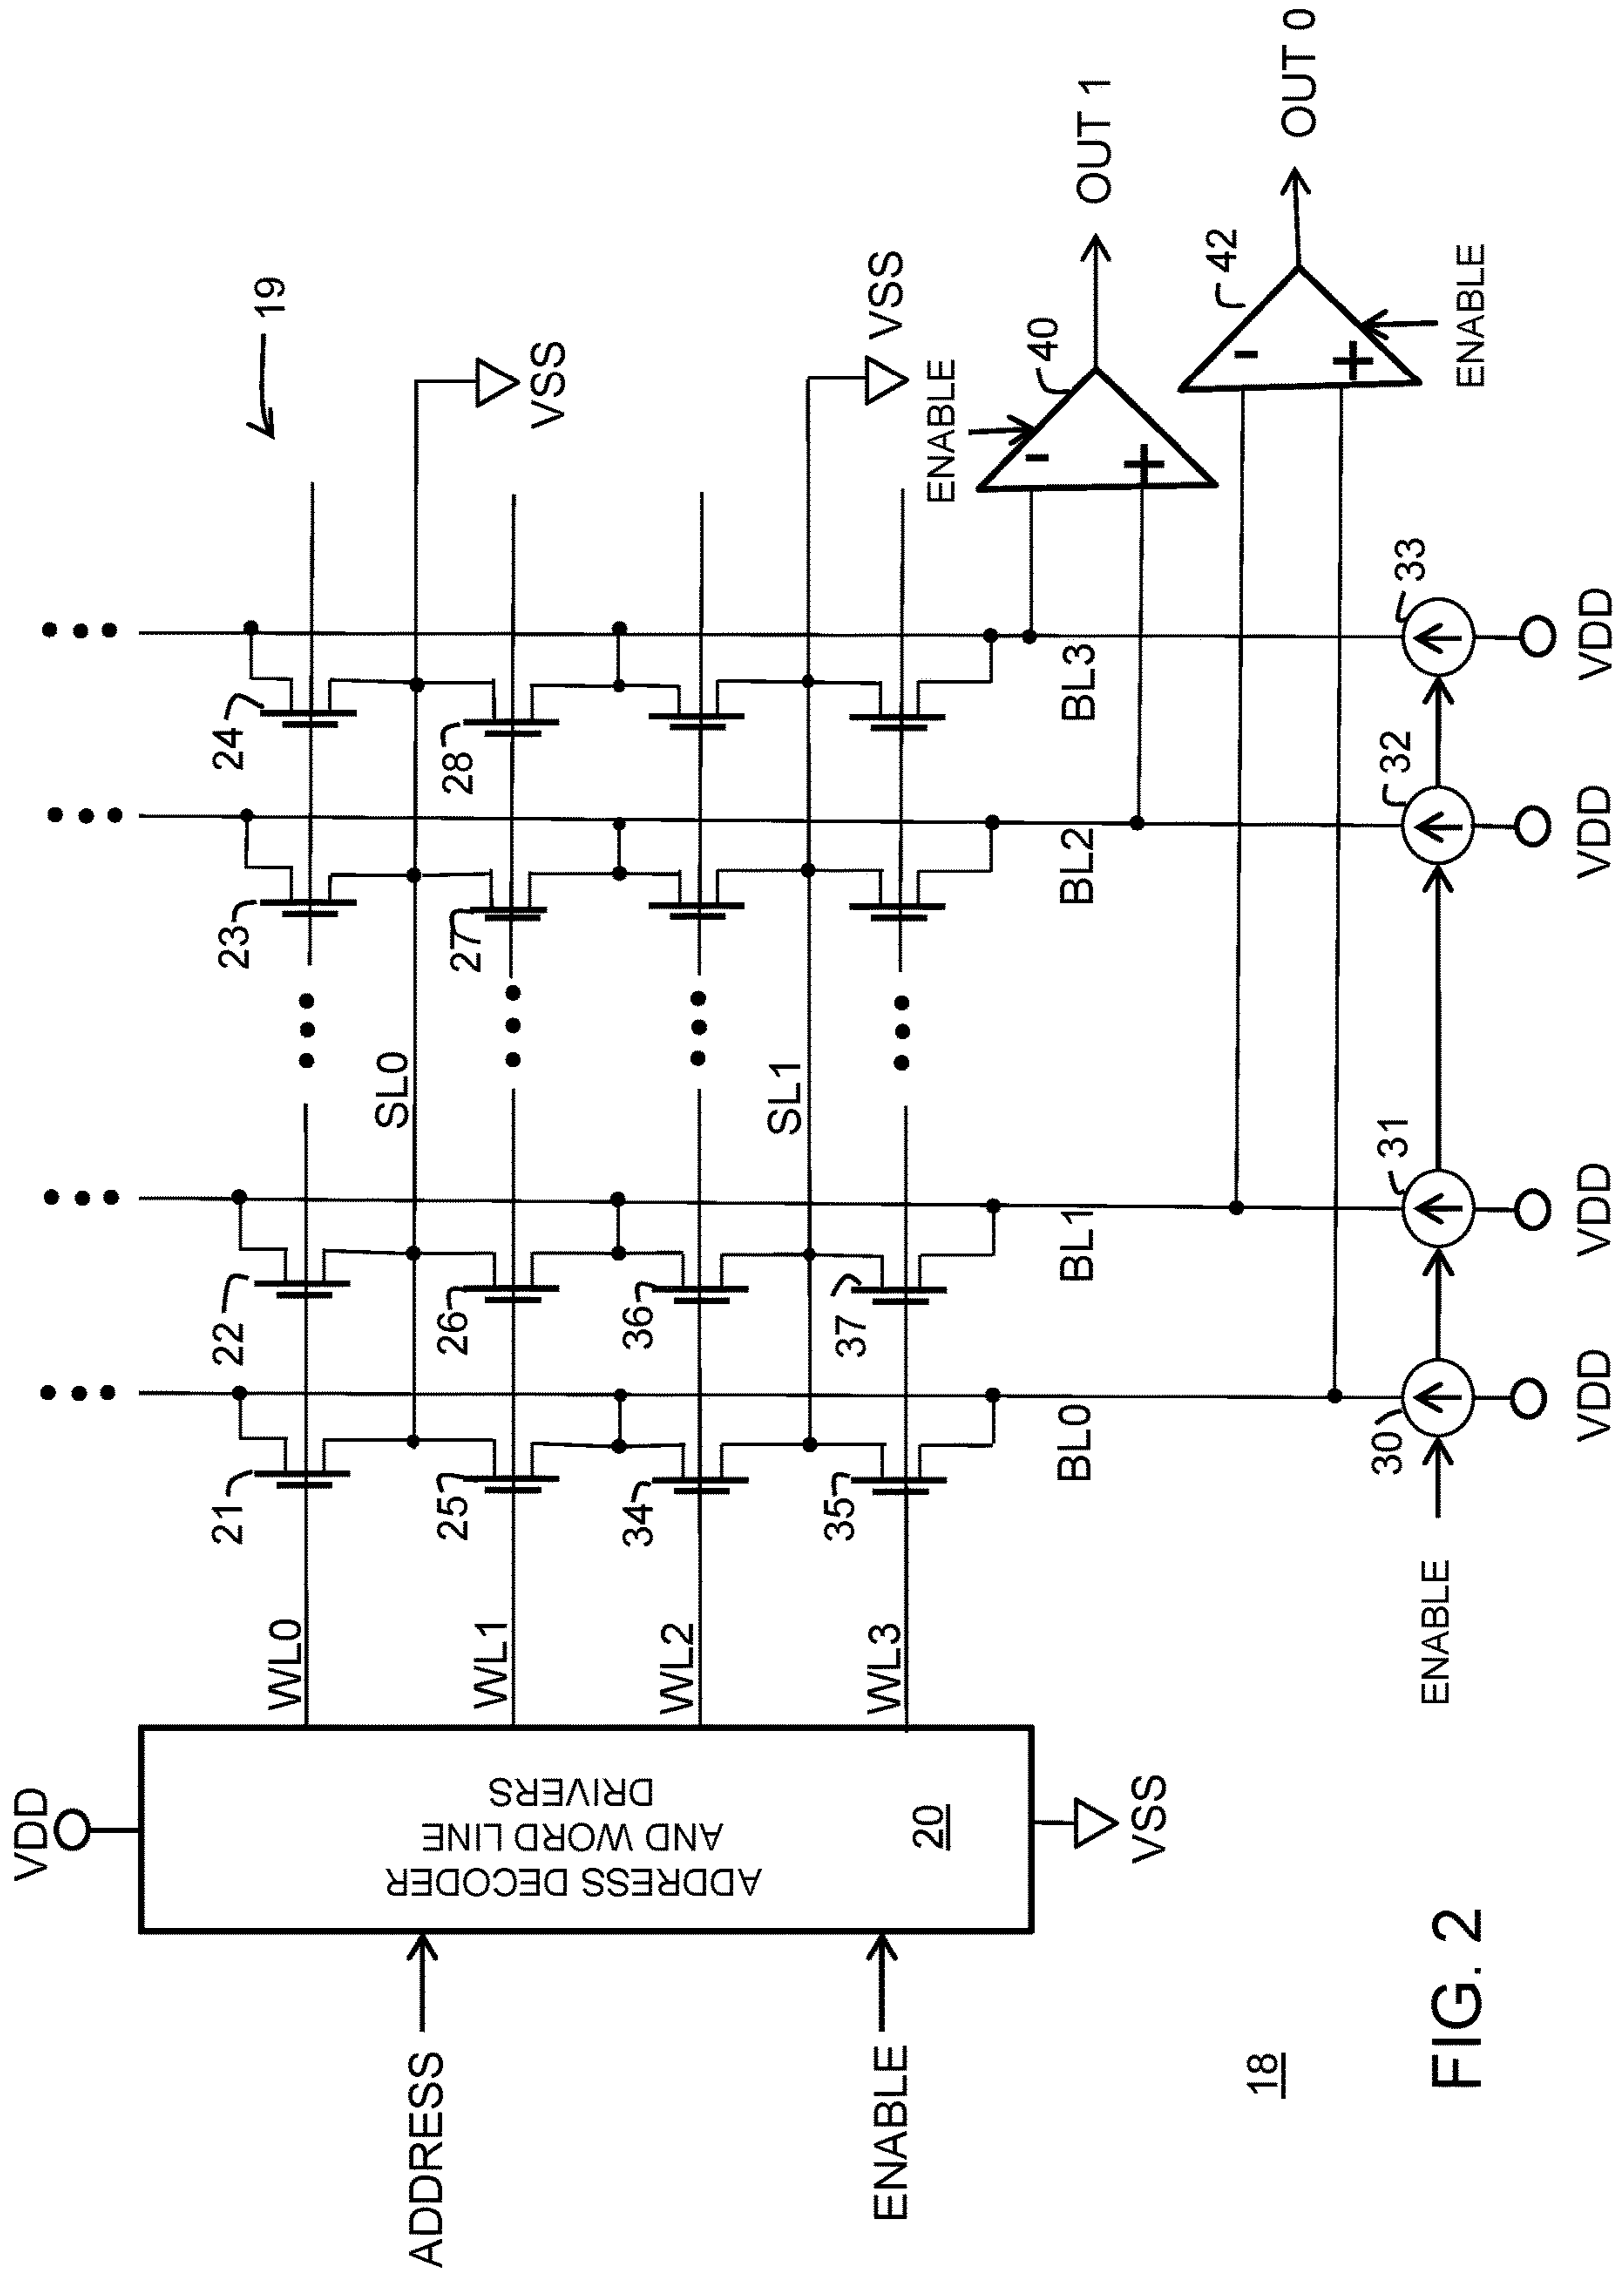 VDD
ADDRESS
ENABLE
ADDRESS DECODER
AND WORD LINE
DRIVERS
20
VSS
WL0
WL1
WL2
WL3
21
22
23
24
19
SL0
VSS
25
26
27
28
34
36
SL1
VSS
35
37
BL0
BL1
BL2
BL3
ENABLE
40
OUT 1
42
OUT 0
ENABLE
ENABLE
30
31
32
33
VDD
VDD
VDD
VDD
18
FIG. 2